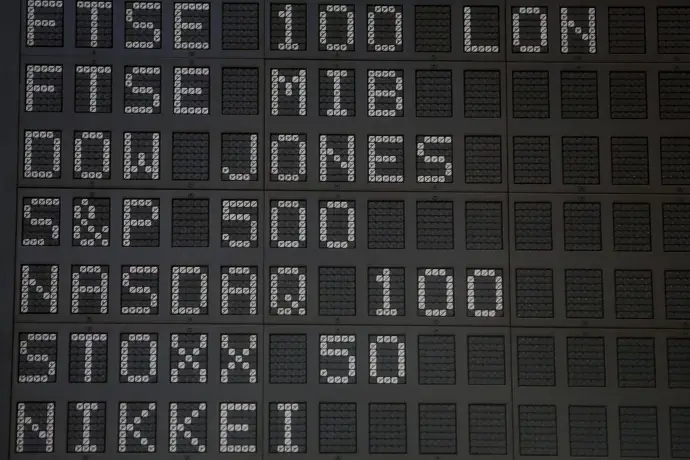 FTSE 100 LON
FTSE MIB
DOW JONES
S&P 500
NASDAQ 100
STOXX 50
NIKKEI